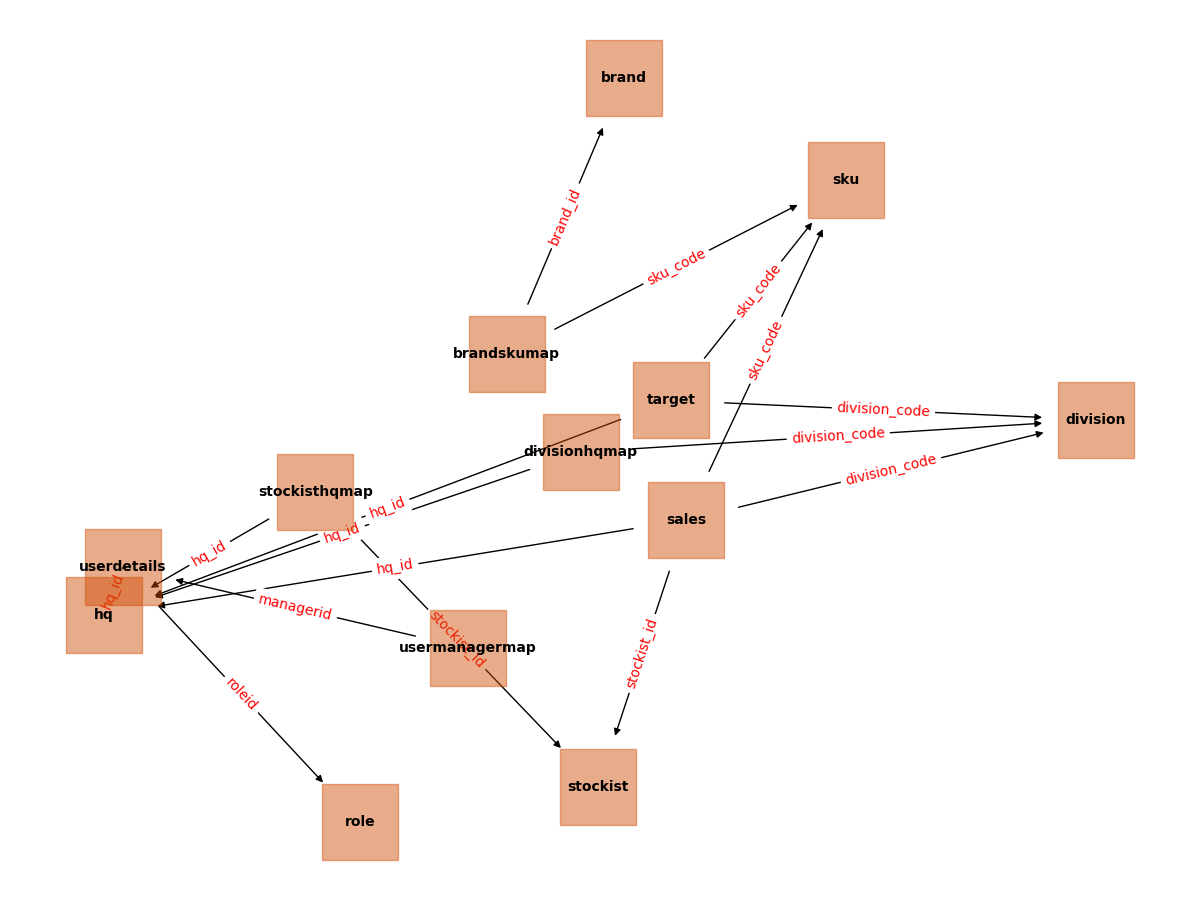 brand
sku
brand_id
sku_code
sku_code
sku_code
brandskumap
target
division_code
division
division_code
divisionhqmap
division_code
stockisthqmap
hq_id
sales
hq_id
hq_id
hq_id
userdetails
hq_id
managerid
hq
stockist_id
usermanagermap
stockist_id
roleid
stockist
role